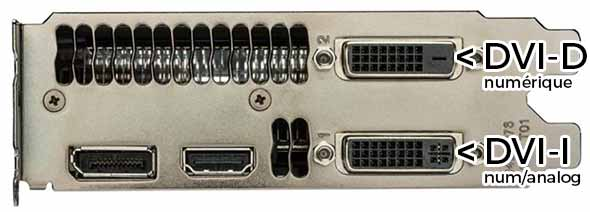 2
< DVI-D
numérique
1
< DVI-I
num/analog